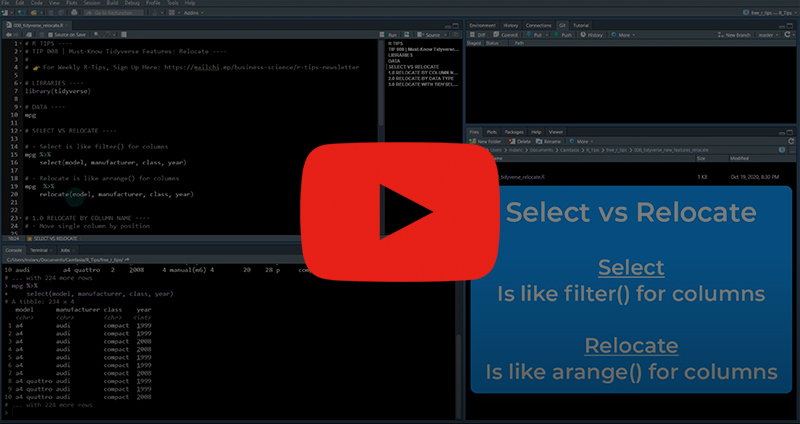 File Edit Code View Plots Session Build Debug Profile Tools Help
Go to file/function
Addins
free_r_tips — R_Tips
008_tidyverse_relocate.R
Source on Save
Run
Source
1 # R TIPS ----
2 # TIP 008 | Must-Know Tidyverse Features: Relocate ----
3 #
4 # 👉 For Weekly R-Tips, Sign Up Here: https://mailchi.mp/business-science/r-tips-newsletter
5
6 # LIBRARIES ----
7 library(tidyverse)
8
9 # DATA ----
10 mpg
11
12 # SELECT VS RELOCATE ----
13
14 # - Select is like filter() for columns
15 mpg %>%
16 select(model, manufacturer, class, year)
17
18 # - Relocate is like arrange() for columns
19 mpg %>%
20 relocate(model, manufacturer, class, year)
21
22
23 # 1.0 RELOCATE BY COLUMN NAME ----
24 # - Move single column by position
SELECT VS RELOCATE
R TIPS
TIP 008 | Must-Know Tidyverse...
LIBRARIES
DATA
SELECT VS RELOCATE
1.0 RELOCATE BY COLUMN N...
2.0 RELOCATE BY DATA TYPE
3.0 RELOCATE WITH TIDYSEL...
Console Terminal Jobs
C:/Users/mdanc/Documents/Canitasia/R_Tips/free_r_tips/
10 audi a4 quattro 2 2008 4 manual(m6) 4 20 28 p
# ... with 224 more rows
> mpg %>%
+ select(model, manufacturer, class, year)
# A tibble: 234 x 4
model manufacturer class year
<chr> <chr> <chr> <int>
1 a4 audi compact 1999
2 a4 audi compact 1999
3 a4 audi compact 2008
4 a4 audi compact 2008
5 a4 audi compact 1999
6 a4 audi compact 1999
7 a4 audi compact 2008
8 a4 quattro audi compact 1999
9 a4 quattro audi compact 1999
10 a4 quattro audi compact 2008
# ... with 224 more rows
>
Environment History Connections Git Tutorial
Diff Commit Pull Push History More New Branch master
Staged Status Path
Files Plots Packages Help Viewer
New Folder Delete Rename More
Name Size Modified
tidyverse_relocate.R 1 KB Oct 19, 2020, 8:30 PM
Select vs Relocate
Select
Is like filter() for columns
Relocate
Is like arange() for columns